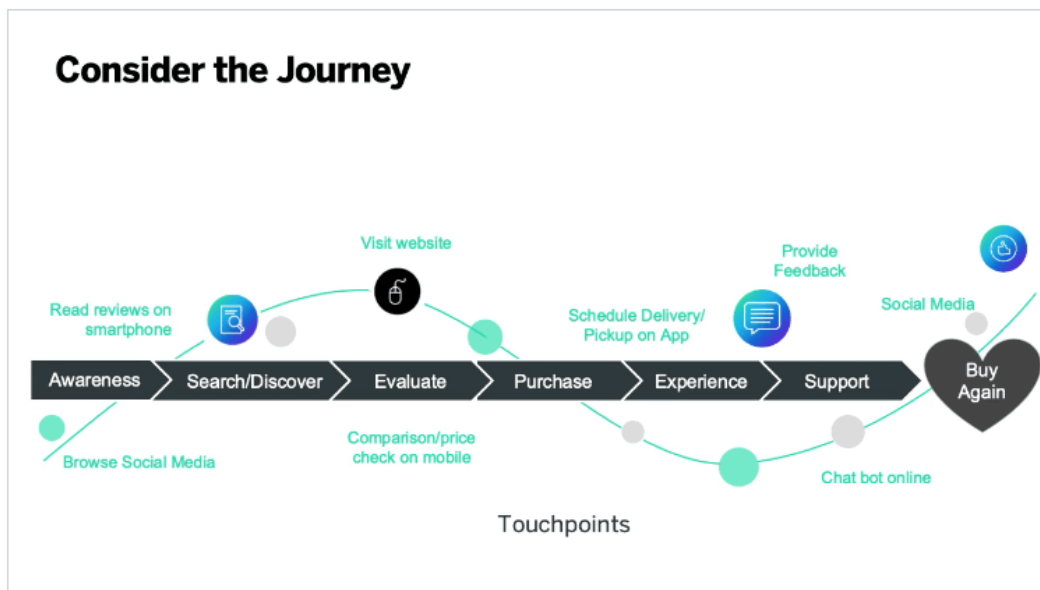 Consider the Journey
Visit website
Provide
Feedback
Read reviews on
smartphone
Schedule Delivery/
Pickup on App
Social Media
Awareness
Search/Discover
Evaluate
Purchase
Experience
Support
Buy
Again
Browse Social Media
Comparison/price
check on mobile
Chat bot online
Touchpoints